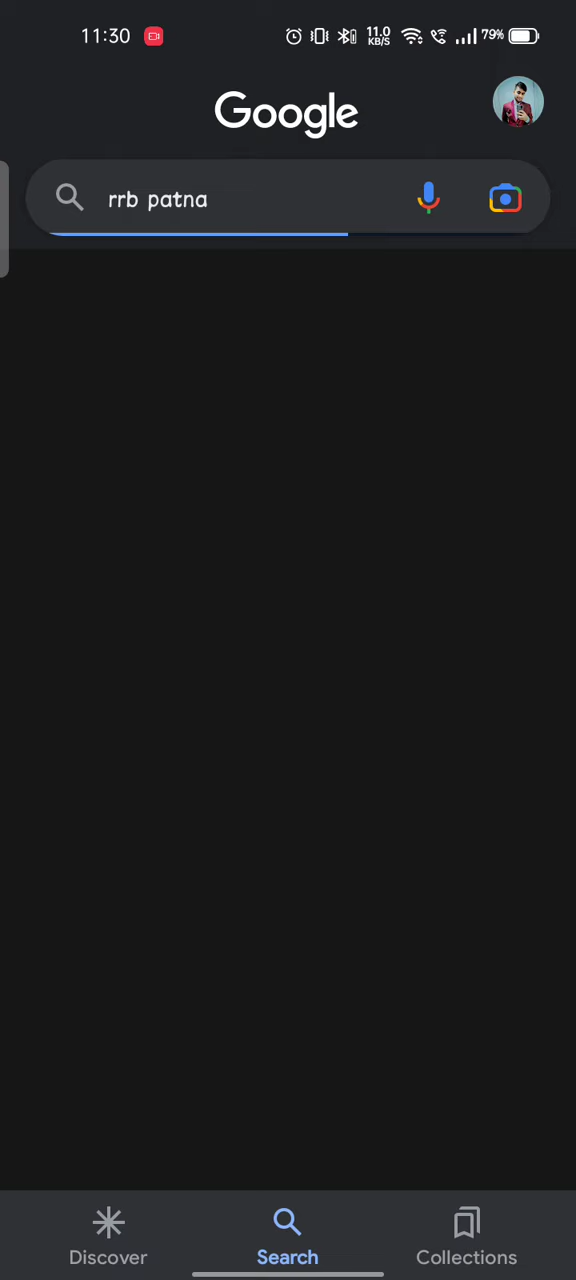 11:30
11.0
KB/S
79%
Google
rrb patna
Discover
Search
Collections